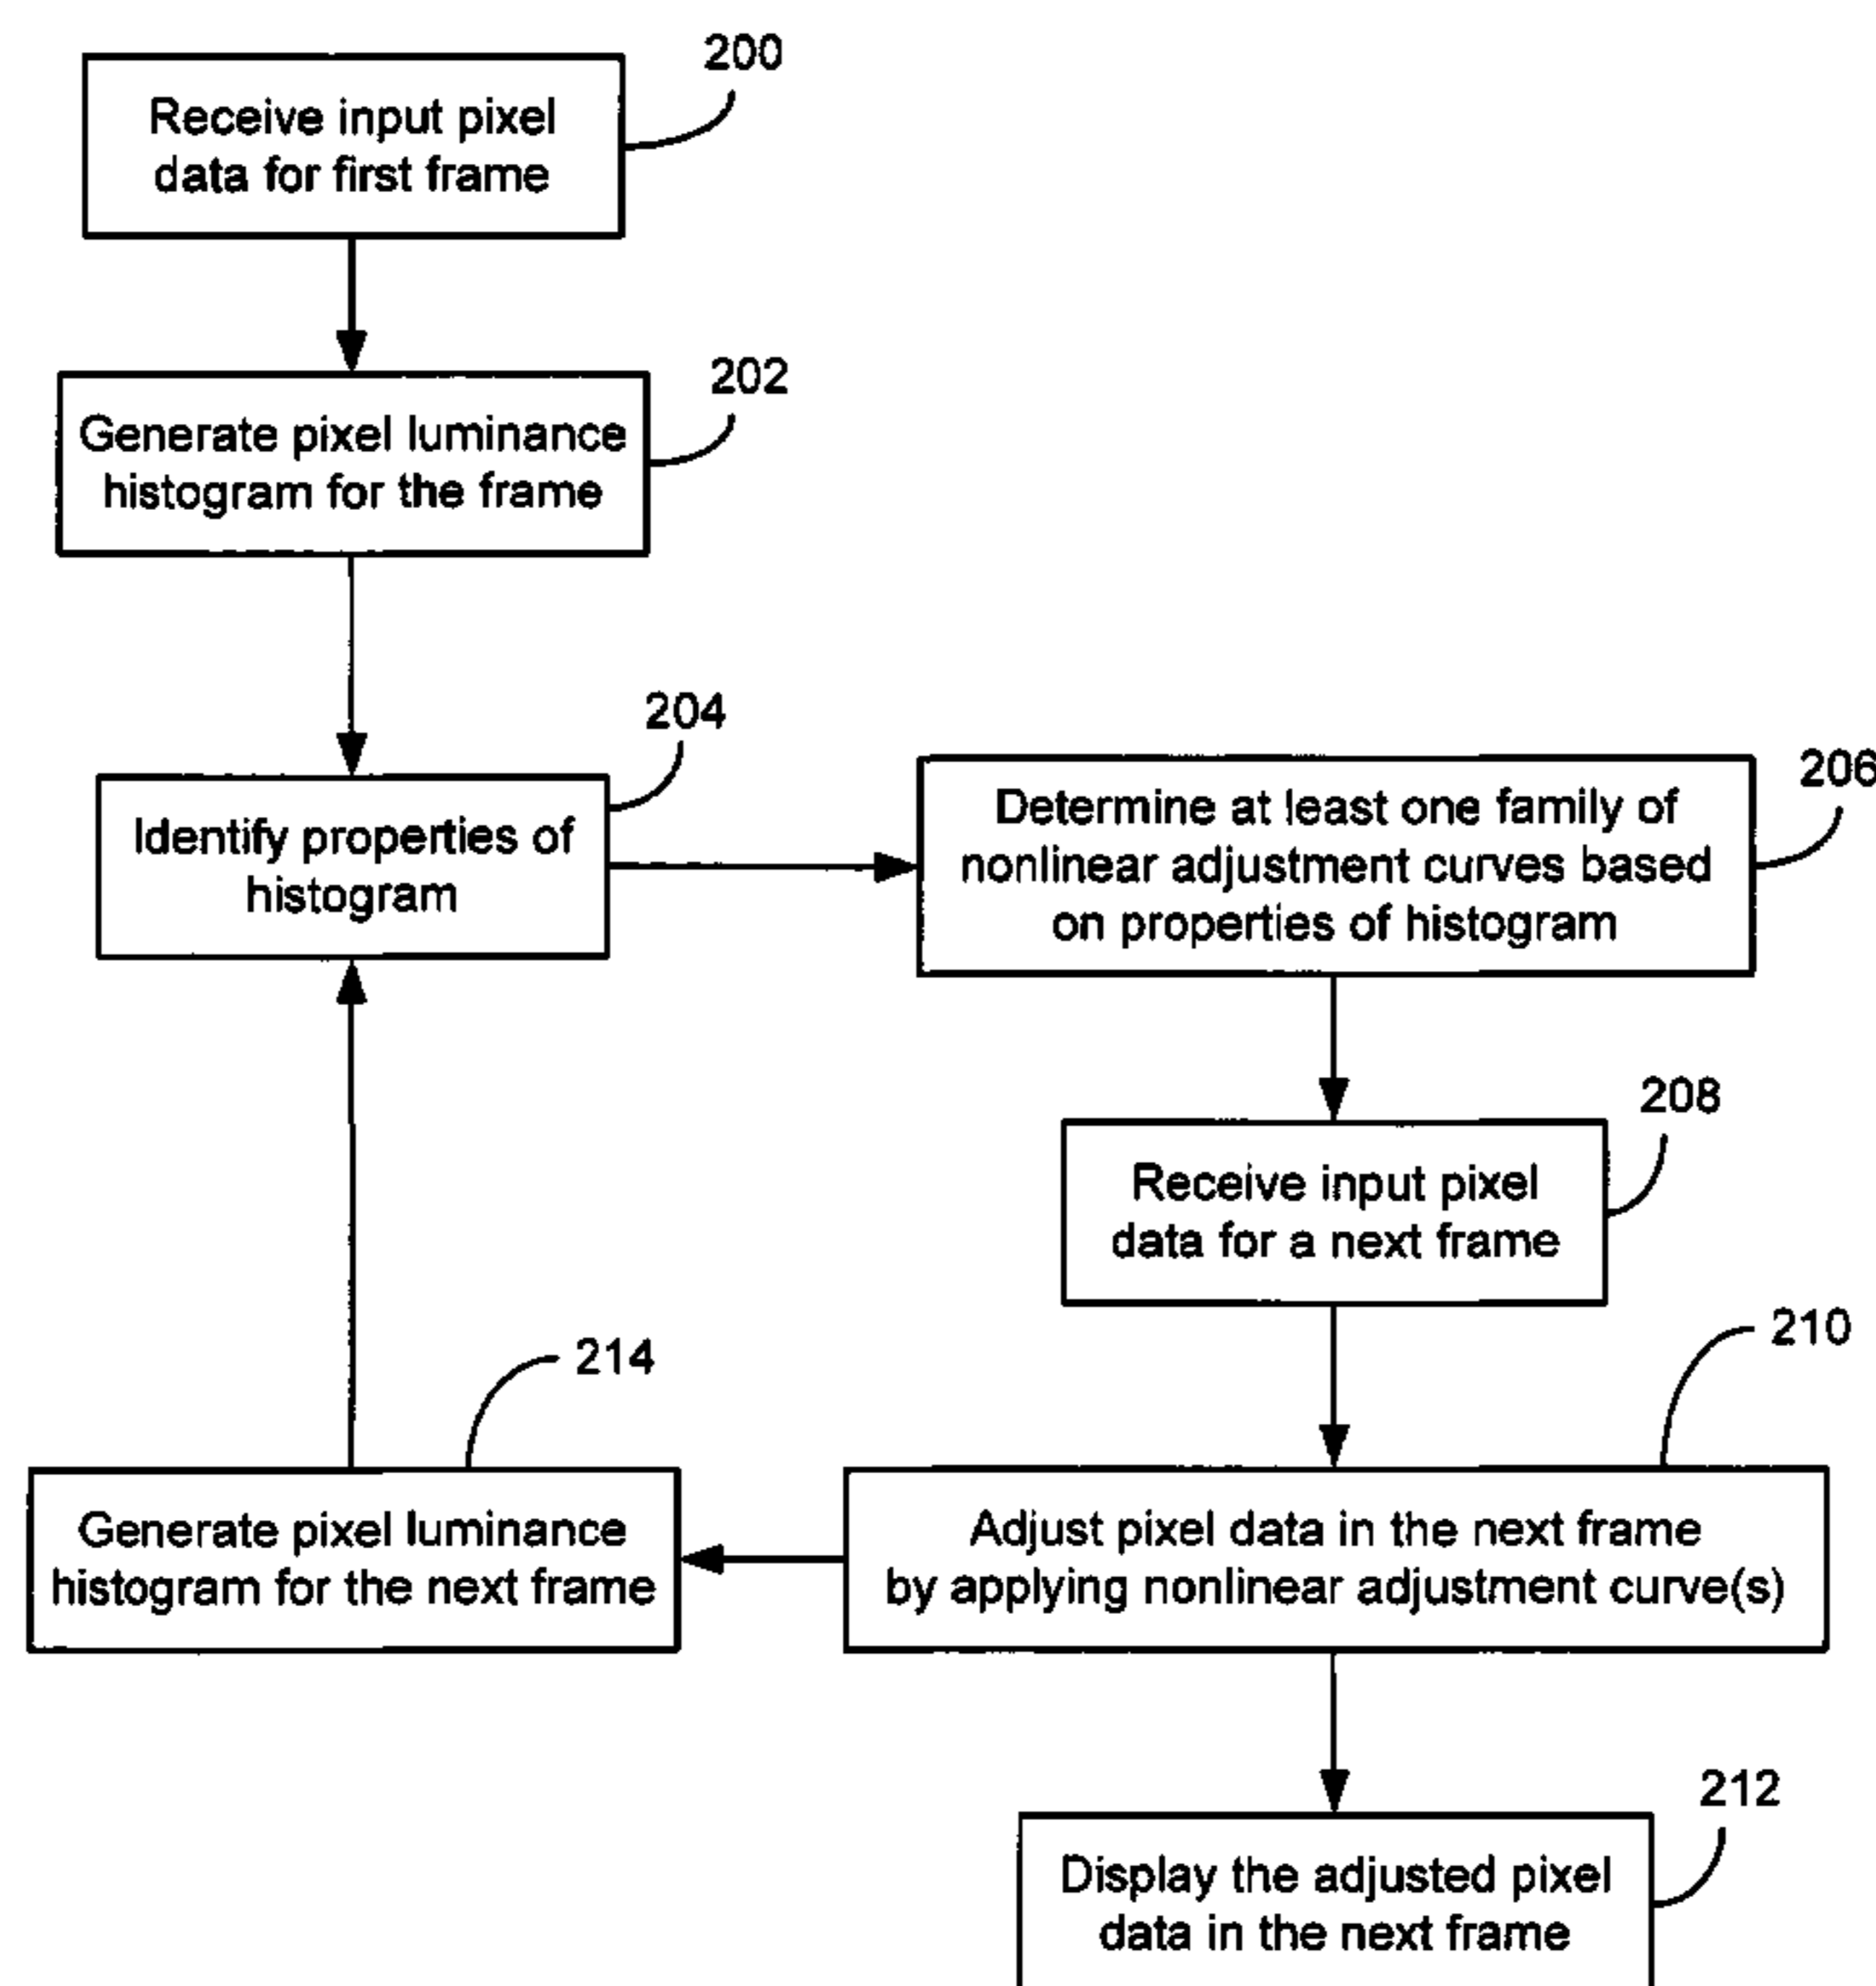 200
Receive input pixel
data for first frame
202
Generate pixel luminance
histogram for the frame
204
Identify properties of
histogram
206
Determine at least one family of
nonlinear adjustment curves based
on properties of histogram
208
Receive input pixel
data for a next frame
210
Adjust pixel data in the next frame
by applying nonlinear adjustment curve(s)
214
Generate pixel luminance
histogram for the next frame
212
Display the adjusted pixel
data in the next frame